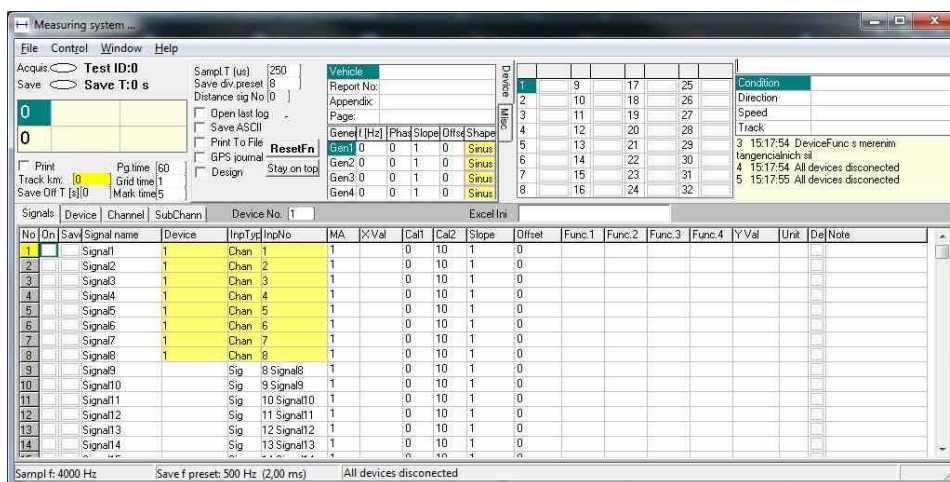 Measuring system ...
File Control Window Help
Acquis. Test ID:0
Save Save T:0 s
0
0
Print Pg.time 60
Track km: 0 Grid time 1
Save Off T [s] 0 Mark time 5
Sampl.T (us) 250
Save div.preset 8
Distance sig No 0
Open last log -
Save ASCII
Print To File ResetFn
GPS journal
Design Stay on top
Vehicle
Report No:
Appendix:
Page:
Gener f [Hz] Phas Slope Offse Shape
Gen1 0 0 1 0 Sinus
Gen2 0 0 1 0 Sinus
Gen3 0 0 1 0 Sinus
Gen4 0 0 1 0 Sinus
Device
Misc
1 9 17 25
2 10 18 26
3 11 19 27
4 12 20 28
5 13 21 29
6 14 22 30
7 15 23 31
8 16 24 32
Condition
Direction
Speed
Track
3 15:17:54 DeviceFunc s merenim
tangencialnich sil
4 15:17:54 All devices disconected
5 15:17:55 All devices disconected
Signals Device Channel SubChann Device No. 1 Excel Ini
No On Save Signal name Device InpTyp InpNo MA X Val Cal1 Cal2 Slope Offset Func.1 Func.2 Func.3 Func.4 Y Val Unit De Note
1 Signal1 1 Chan 1 1 0 10 1 0
2 Signal2 1 Chan 2 1 0 10 1 0
3 Signal3 1 Chan 3 1 0 10 1 0
4 Signal4 1 Chan 4 1 0 10 1 0
5 Signal5 1 Chan 5 1 0 10 1 0
6 Signal6 1 Chan 6 1 0 10 1 0
7 Signal7 1 Chan 7 1 0 10 1 0
8 Signal8 1 Chan 8 1 0 10 1 0
9 Signal9 Sig 8 Signal8 1 0 10 1 0
10 Signal10 Sig 9 Signal9 1 0 10 1 0
11 Signal11 Sig 10 Signal10 1 0 10 1 0
12 Signal12 Sig 11 Signal11 1 0 10 1 0
13 Signal13 Sig 12 Signal12 1 0 10 1 0
14 Signal14 Sig 13 Signal13 1 0 10 1 0
Sampl f: 4000 Hz Save f preset: 500 Hz (2,00 ms) All devices disconected